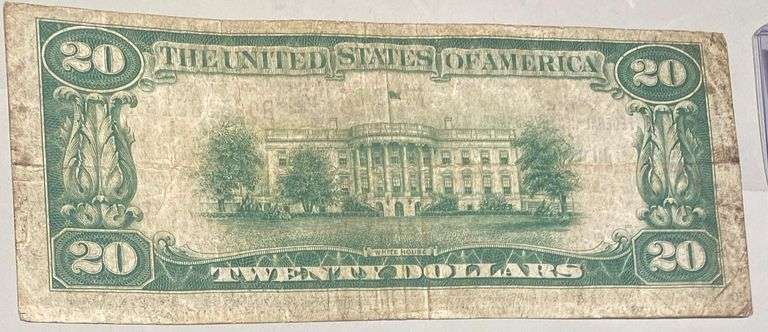 20 THE UNITED STATES OF AMERICA 20
WHITE HOUSE
20 TWENTY DOLLARS 20